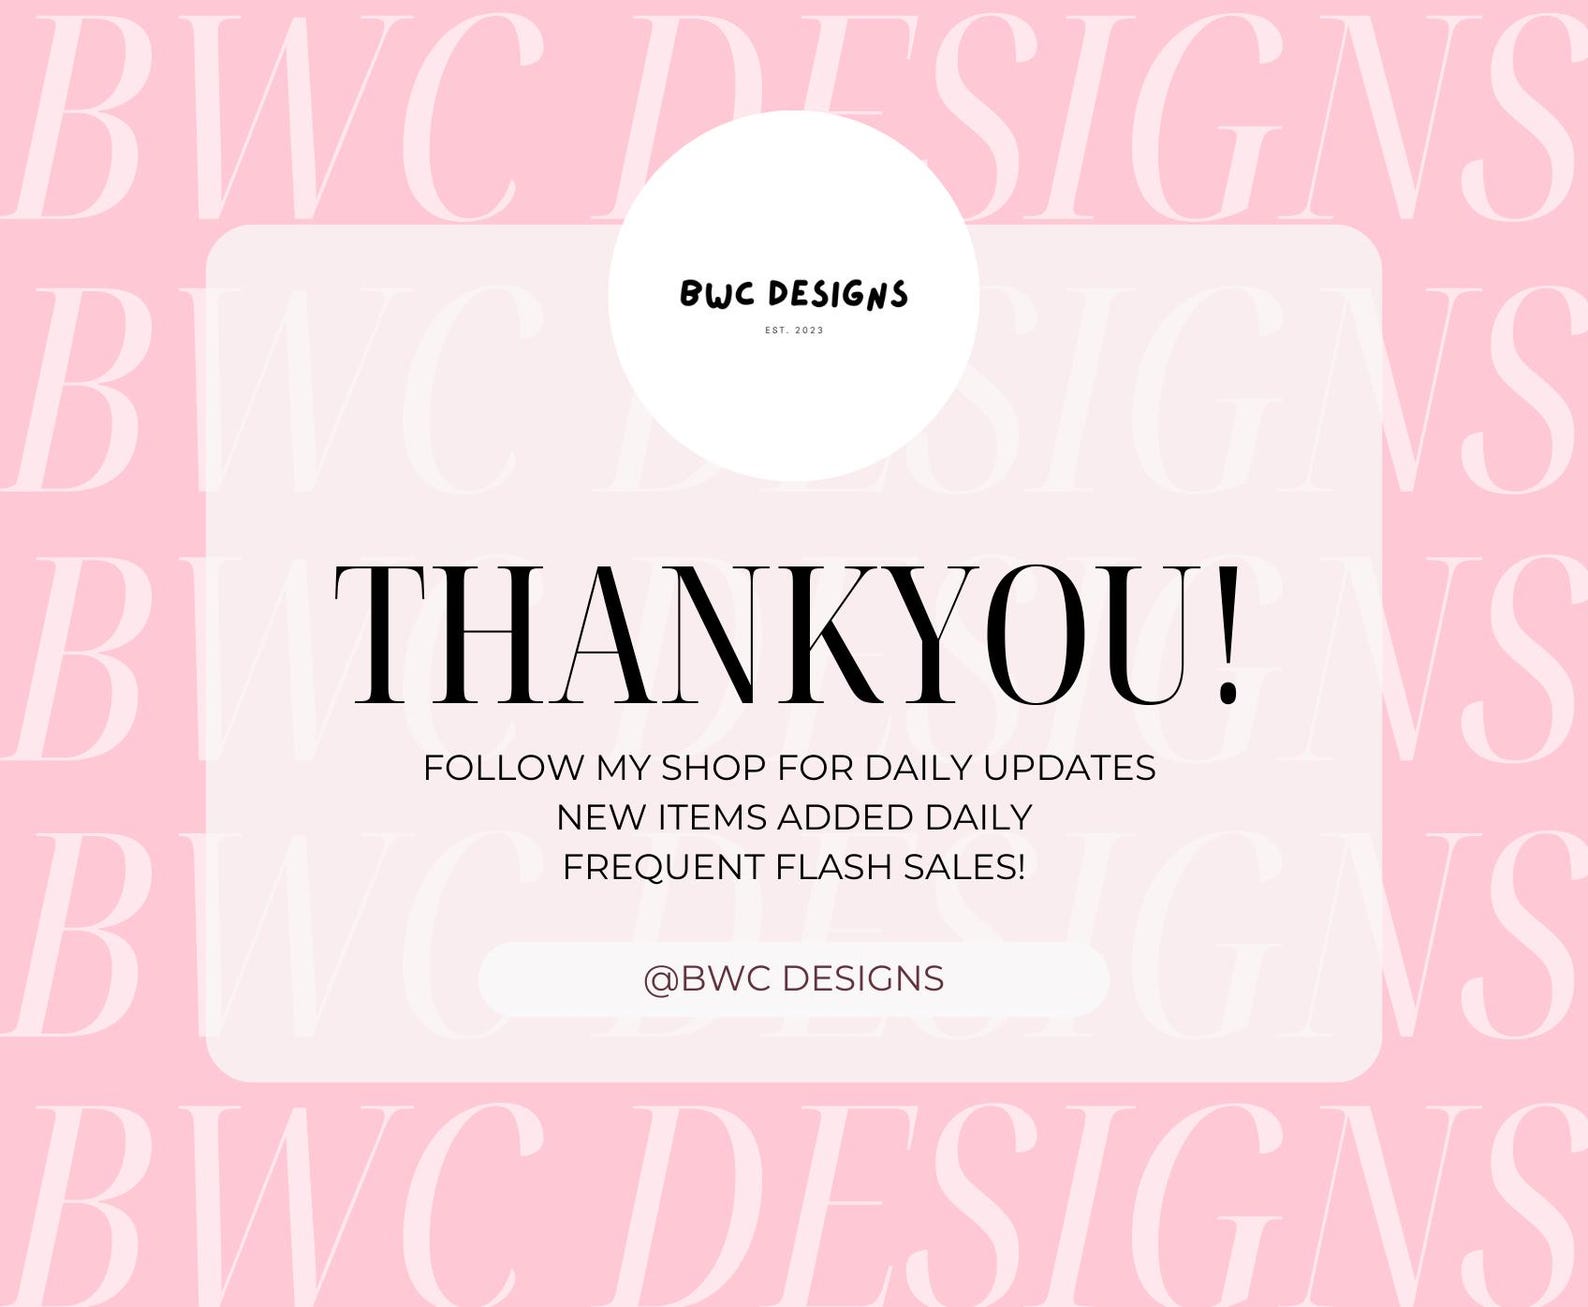 BWC DESIGNS
BWC DESIGNS
EST. 2023
BWC DESIGNS
BWC DESIGNS
THANKYOU!
FOLLOW MY SHOP FOR DAILY UPDATES
NEW ITEMS ADDED DAILY
FREQUENT FLASH SALES!
BWC DESIGNS
@BWC DESIGNS
BWC DESIGNS